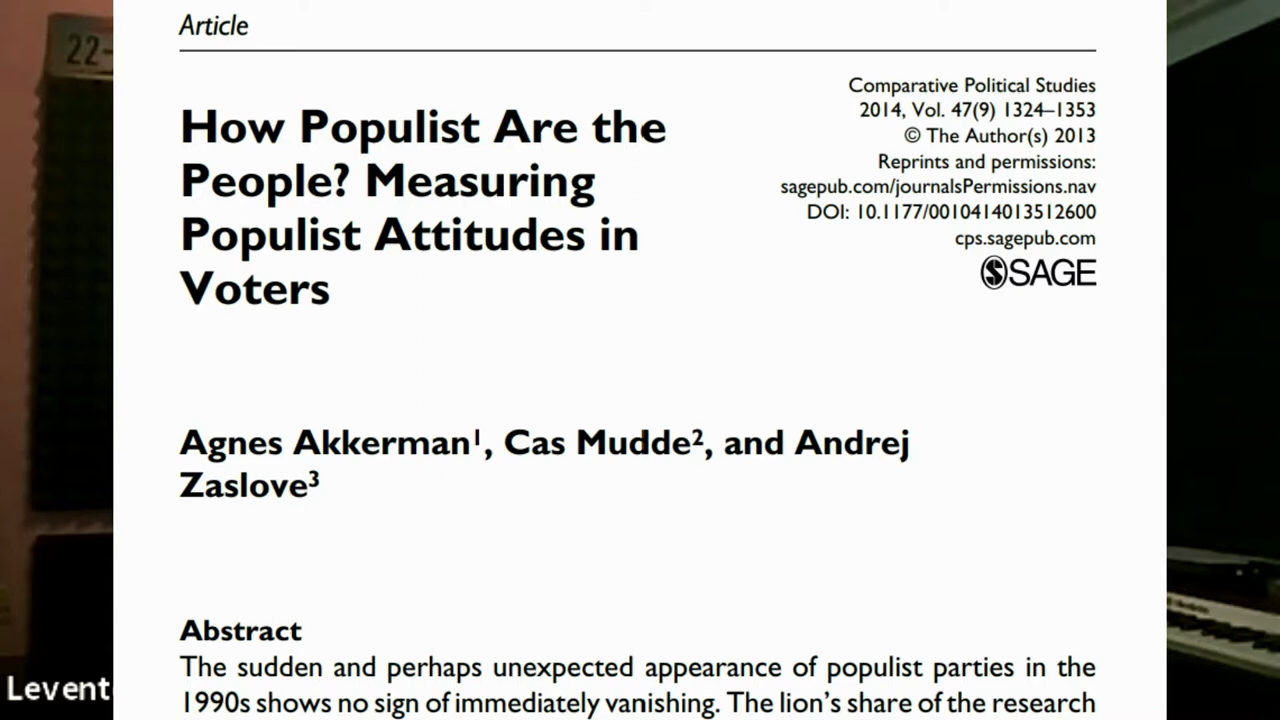 22-
Article
How Populist Are the
People? Measuring
Populist Attitudes in
Voters
Comparative Political Studies
2014, Vol. 47(9) 1324–1353
© The Author(s) 2013
Reprints and permissions:
sagepub.com/journalsPermissions.nav
DOI: 10.1177/0010414013512600
cps.sagepub.com
SAGE
Agnes Akkerman¹, Cas Mudde², and Andrej
Zaslove³
Abstract
The sudden and perhaps unexpected appearance of populist parties in the
1990s shows no sign of immediately vanishing. The lion’s share of the research
Levent